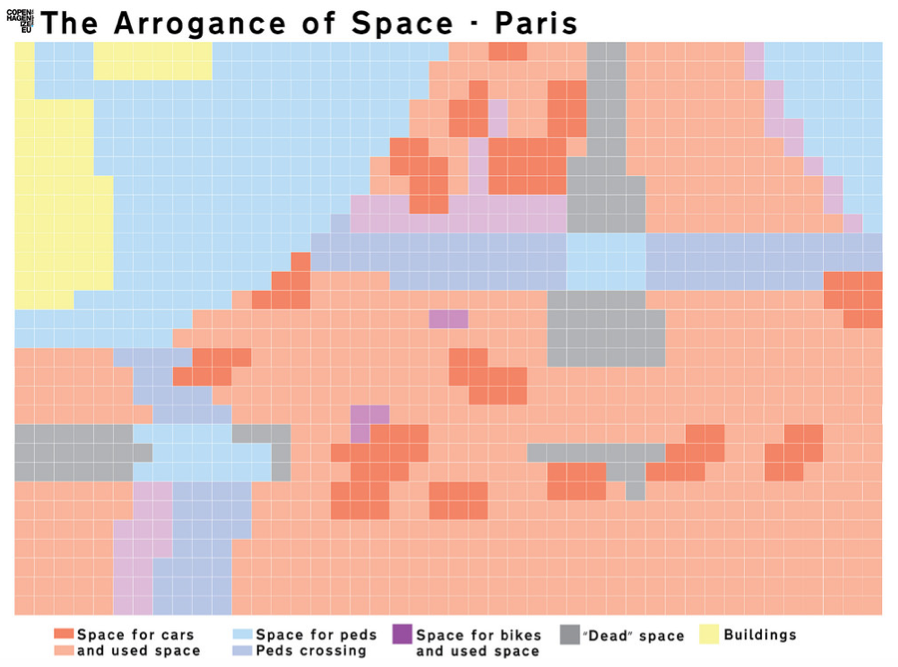 COPEN
HAGEN
IZE
EU
The Arrogance of Space · Paris
Space for cars
and used space
Space for peds
Peds crossing
Space for bikes
and used space
"Dead" space
Buildings